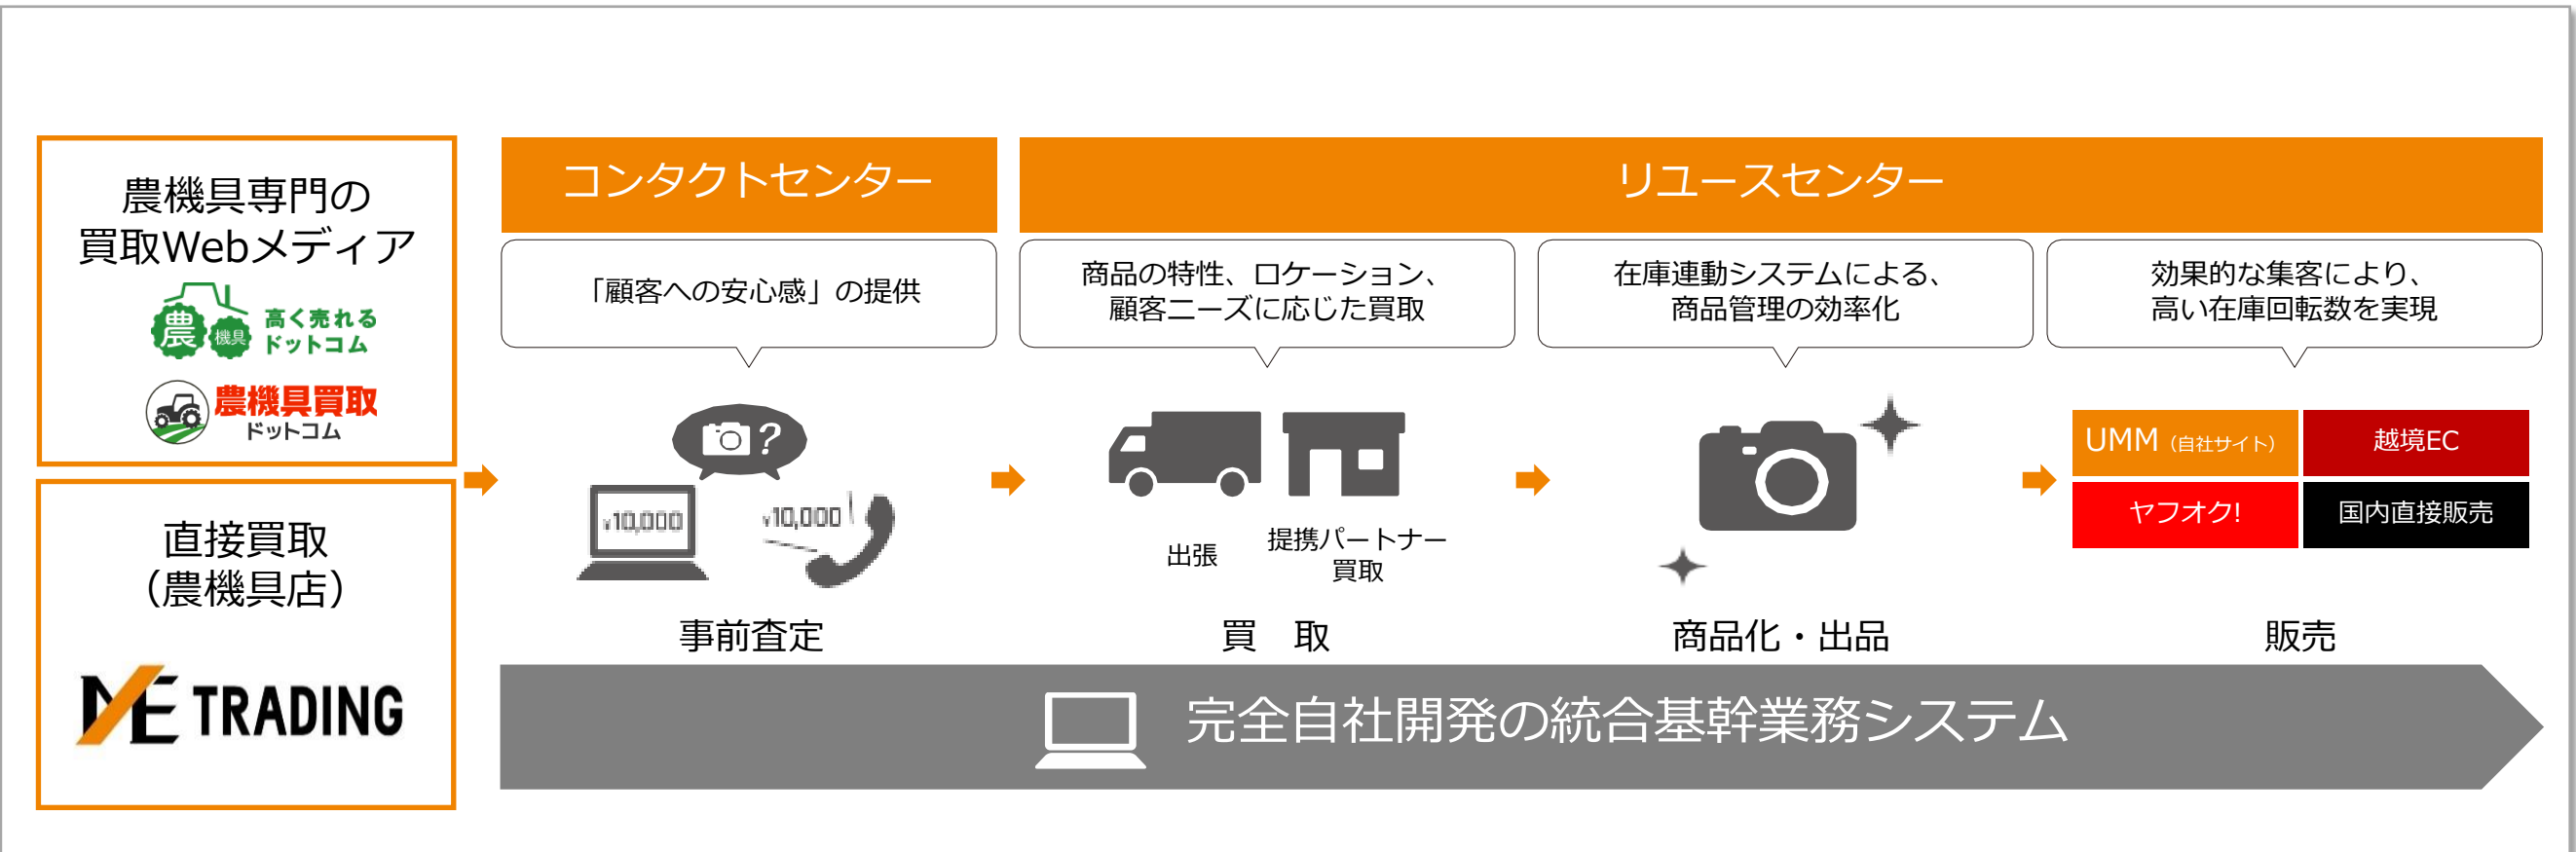 農機具専門の
買取Webメディア
農
機具
高く売れる
ドットコム
農機具買取
ドットコム
直接買取
（農機具店）
ME TRADING
コンタクトセンター
「顧客への安心感」の提供
?
¥10,000
¥10,000
事前査定
リユースセンター
商品の特性、ロケーション、
顧客ニーズに応じた買取
出張
提携パートナー
買取
買　取
在庫連動システムによる、
商品管理の効率化
商品化・出品
効果的な集客により、
高い在庫回転数を実現
UMM（自社サイト）
越境EC
ヤフオク!
国内直接販売
販売
完全自社開発の統合基幹業務システム